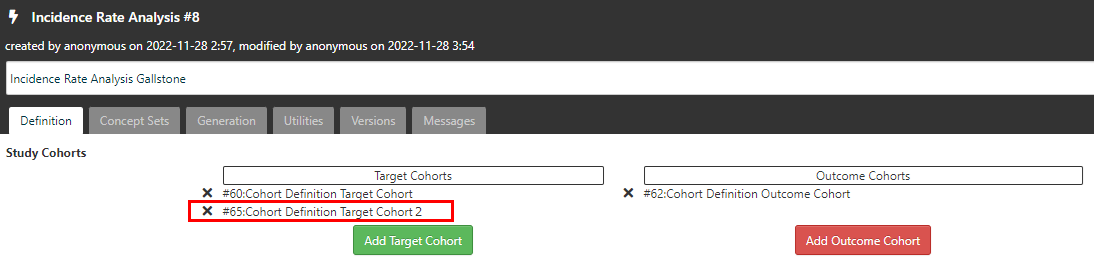 Incidence Rate Analysis #8
created by anonymous on 2022-11-28 2:57, modified by anonymous on 2022-11-28 3:54
Incidence Rate Analysis Gallstone
Definition Concept Sets Generation Utilities Versions Messages
Study Cohorts
Target Cohorts Outcome Cohorts
#60:Cohort Definition Target Cohort #62:Cohort Definition Outcome Cohort
#65:Cohort Definition Target Cohort 2
Add Target Cohort Add Outcome Cohort